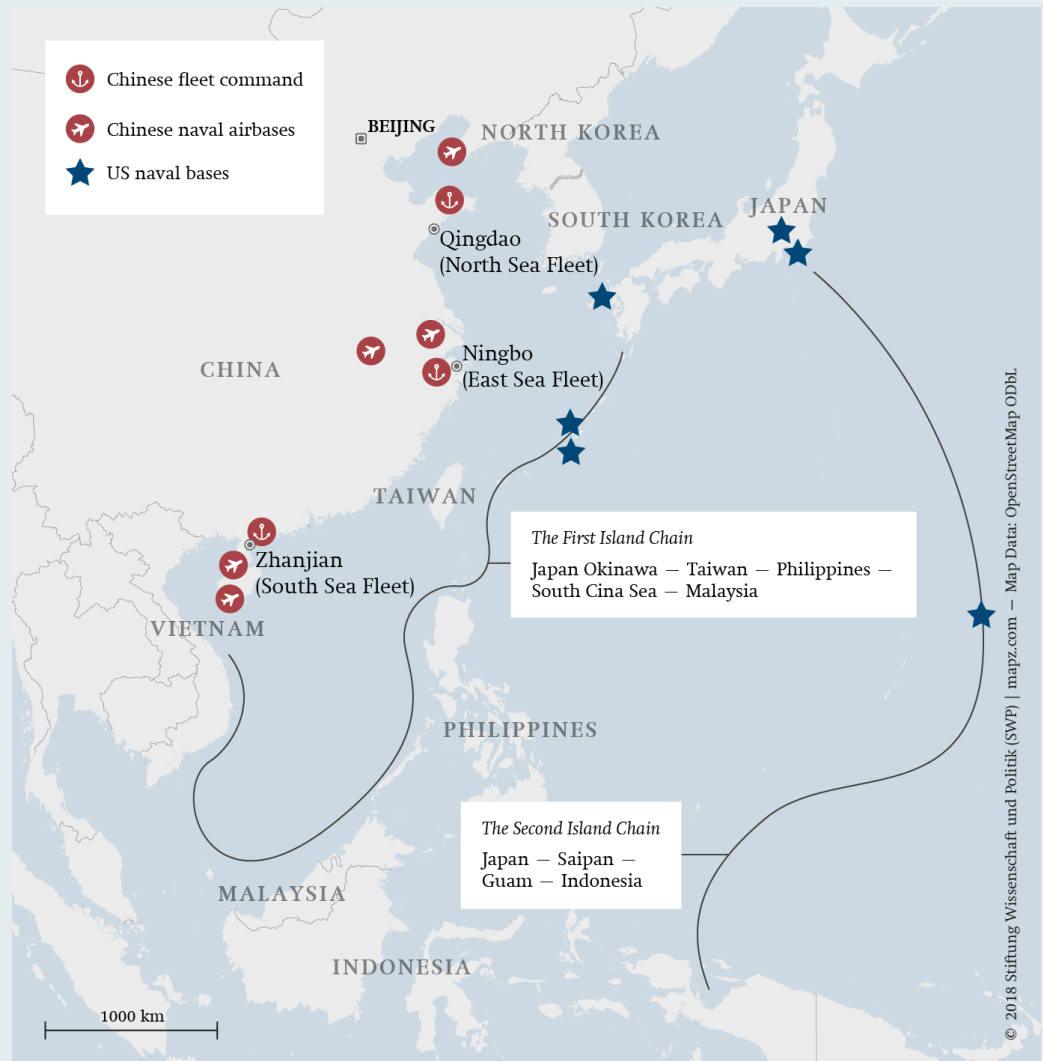 Chinese fleet command
Chinese naval airbases
US naval bases
BEIJING
NORTH KOREA
SOUTH KOREA
JAPAN
Qingdao
(North Sea Fleet)
CHINA
Ningbo
(East Sea Fleet)
TAIWAN
The First Island Chain
Japan Okinawa — Taiwan — Philippines —
South Cina Sea — Malaysia
Zhanjian
(South Sea Fleet)
VIETNAM
PHILIPPINES
The Second Island Chain
Japan — Saipan —
Guam — Indonesia
MALAYSIA
INDONESIA
1000 km
© 2018 Stiftung Wissenschaft und Politik (SWP) | mapz.com — Map Data: OpenStreetMap ODbL